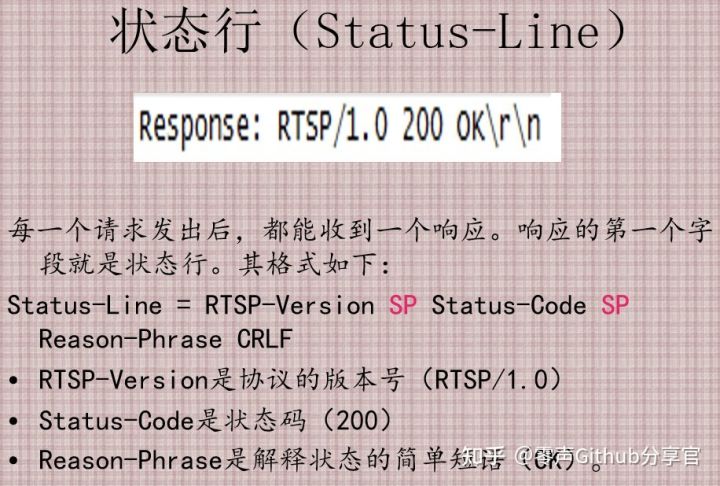 状态行（Status-Line）
Response: RTSP/1.0 200 OK\r\n
每一个请求发出后，都能收到一个响应。响应的第一个字
段就是状态行。其格式如下：
Status-Line = RTSP-Version SP Status-Code SP
Reason-Phrase CRLF
• RTSP-Version是协议的版本号（RTSP/1.0）
• Status-Code是状态码（200）
• Reason-Phrase是解释状态的简单短语（OK）。
知乎 @零声Github分享官